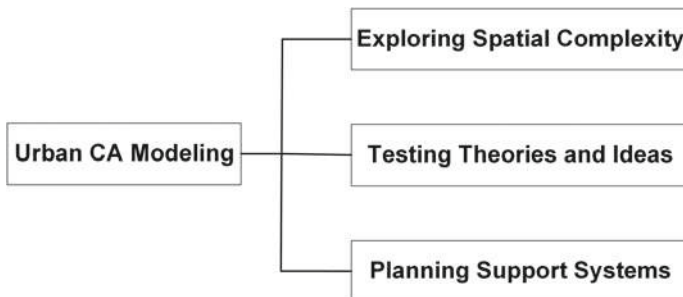 Exploring Spatial Complexity
Urban CA Modeling
Testing Theories and Ideas
Planning Support Systems